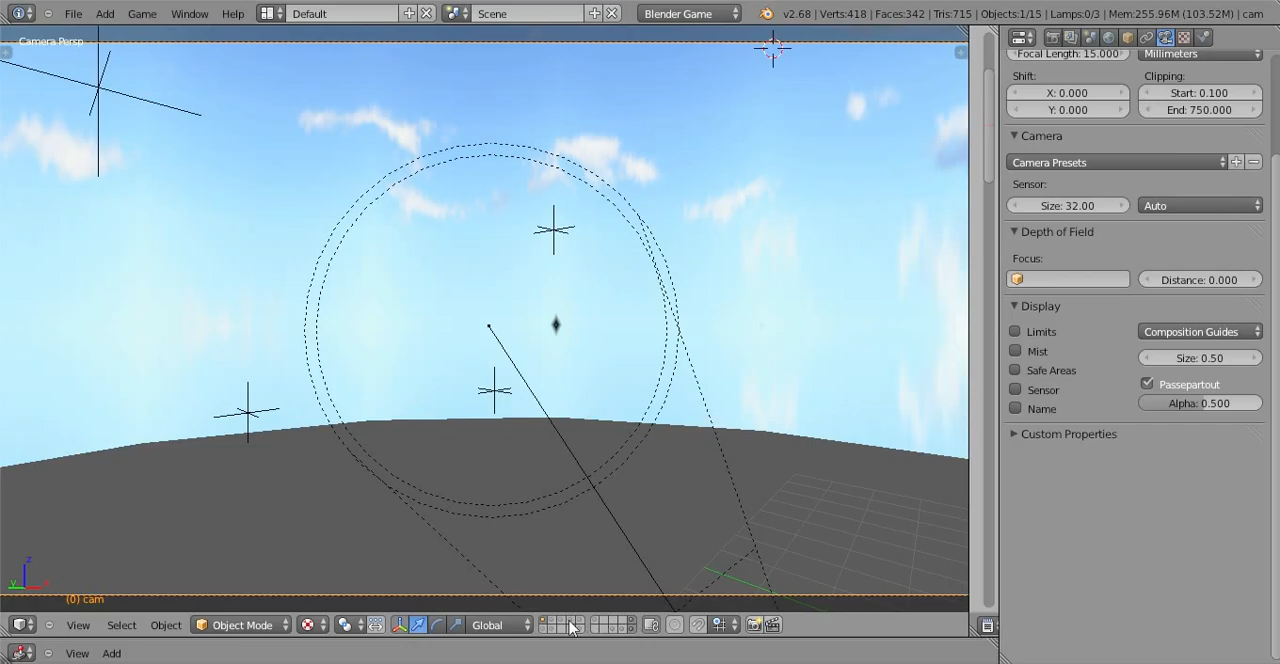 File Add Game Window Help Default Scene Blender Game v2.68 | Verts:418 | Faces:342 | Tris:715 | Objects:1/15 | Lamps:0/3 | Mem:255.96M (103.52M) | cam
Camera Persp
Focal Length: 15.000 Millimeters
Shift: Clipping:
X: 0.000 Start: 0.100
Y: 0.000 End: 750.000
Camera
Camera Presets
Sensor:
Size: 32.00 Auto
Depth of Field
Focus:
Distance: 0.000
Display
Limits Composition Guides
Mist Size: 0.50
Safe Areas Passepartout
Sensor Alpha: 0.500
Name
Custom Properties
z
y x
(0) cam
View Select Object Object Mode Global
View Add